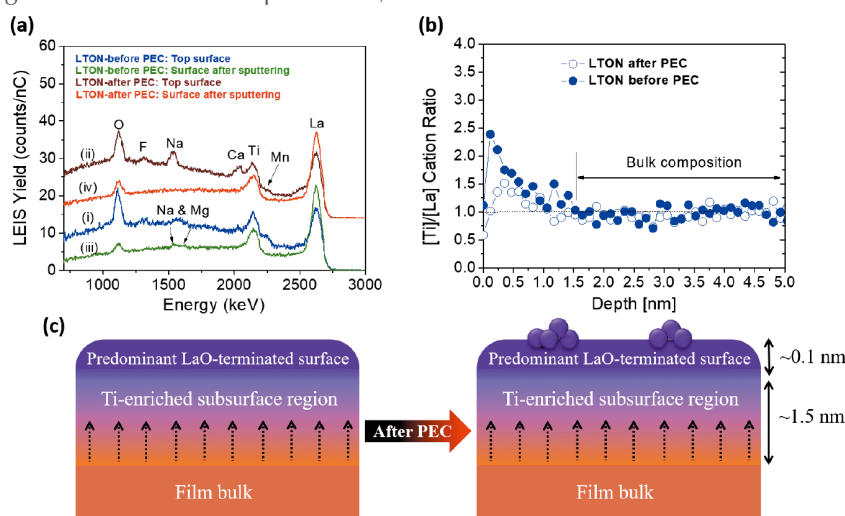 (a)
60
50
40
30
20
10
0
LEIS Yield (counts/nC)
LTON-before PEC: Top surface
LTON-before PEC: Surface after sputtering
LTON-after PEC: Top surface
LTON-after PEC: Surface after sputtering
O
F
Na
Ca
Ti
Mn
La
(ii)
(iv)
(i)
Na & Mg
(iii)
1000 1500 2000 2500 3000
Energy (keV)
(b)
4.0
3.5
3.0
2.5
2.0
1.5
1.0
0.5
0.0
[Ti]/[La] Cation Ratio
LTON after PEC
LTON before PEC
Bulk composition
0.0 0.5 1.0 1.5 2.0 2.5 3.0 3.5 4.0 4.5 5.0
Depth [nm]
(c)
Predominant LaO-terminated surface
Ti-enriched subsurface region
Film bulk
After PEC
Predominant LaO-terminated surface
Ti-enriched subsurface region
Film bulk
~0.1 nm
~1.5 nm